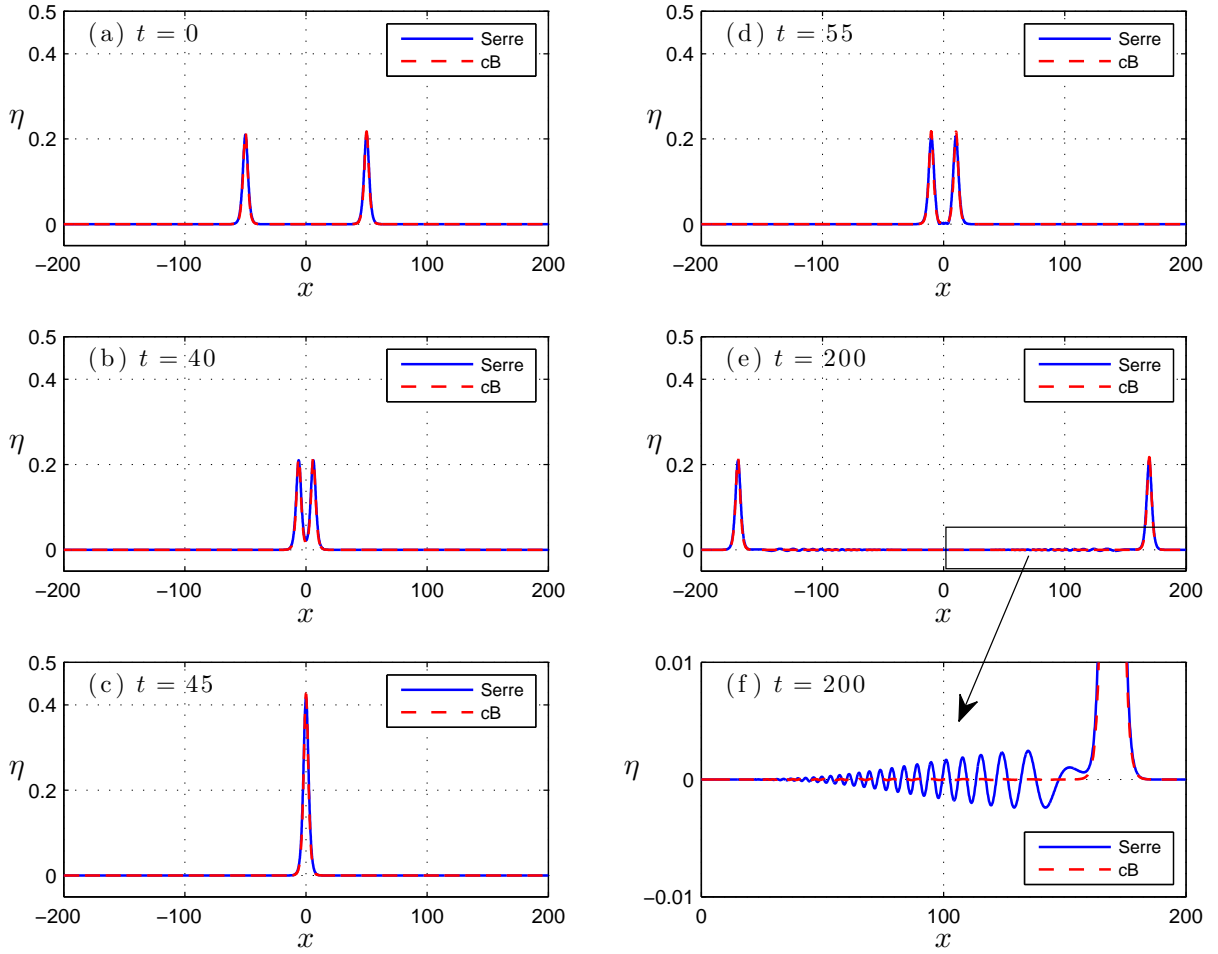 (a) t = 0
Serre
cB
0.5
0.4
0.2
0
η
−200
−100
0
100
200
x
(d) t = 55
Serre
cB
0.5
0.4
0.2
0
η
−200
−100
0
100
200
x
(b) t = 40
Serre
cB
0.5
0.4
0.2
0
η
−200
−100
0
100
200
x
(e) t = 200
Serre
cB
0.5
0.4
0.2
0
η
−200
−100
0
100
200
x
(c) t = 45
Serre
cB
0.5
0.4
0.2
0
η
−200
−100
0
100
200
x
(f) t = 200
0.01
0
−0.01
η
Serre
cB
0
100
200
x